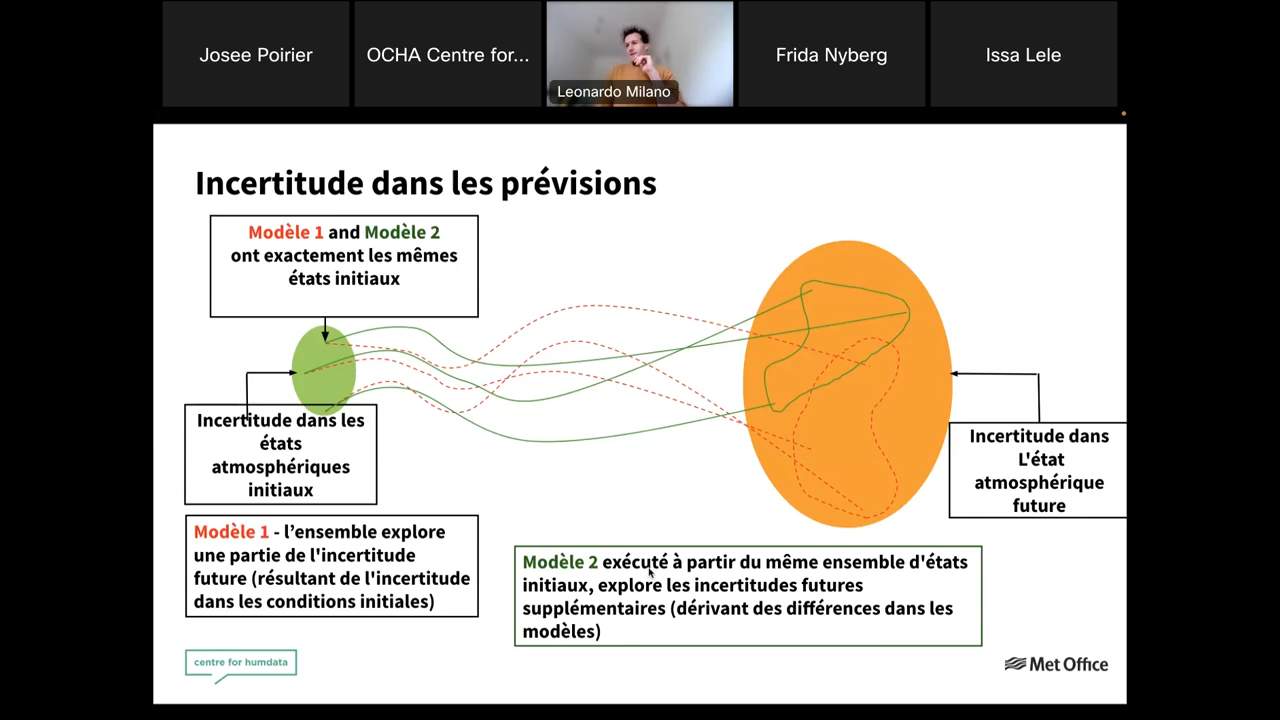 Josee Poirier
OCHA Centre for...
Leonardo Milano
Frida Nyberg
Issa Lele
Incertitude dans les prévisions
Modèle 1 and Modèle 2
ont exactement les mêmes
états initiaux
Incertitude dans les
états
atmosphériques
initiaux
Incertitude dans
L'état
atmosphérique
future
Modèle 1 - l’ensemble explore
une partie de l'incertitude
future (résultant de l'incertitude
dans les conditions initiales)
Modèle 2 exécuté à partir du même ensemble d'états
initiaux, explore les incertitudes futures
supplémentaires (dérivant des différences dans les
modèles)
centre for humdata
Met Office